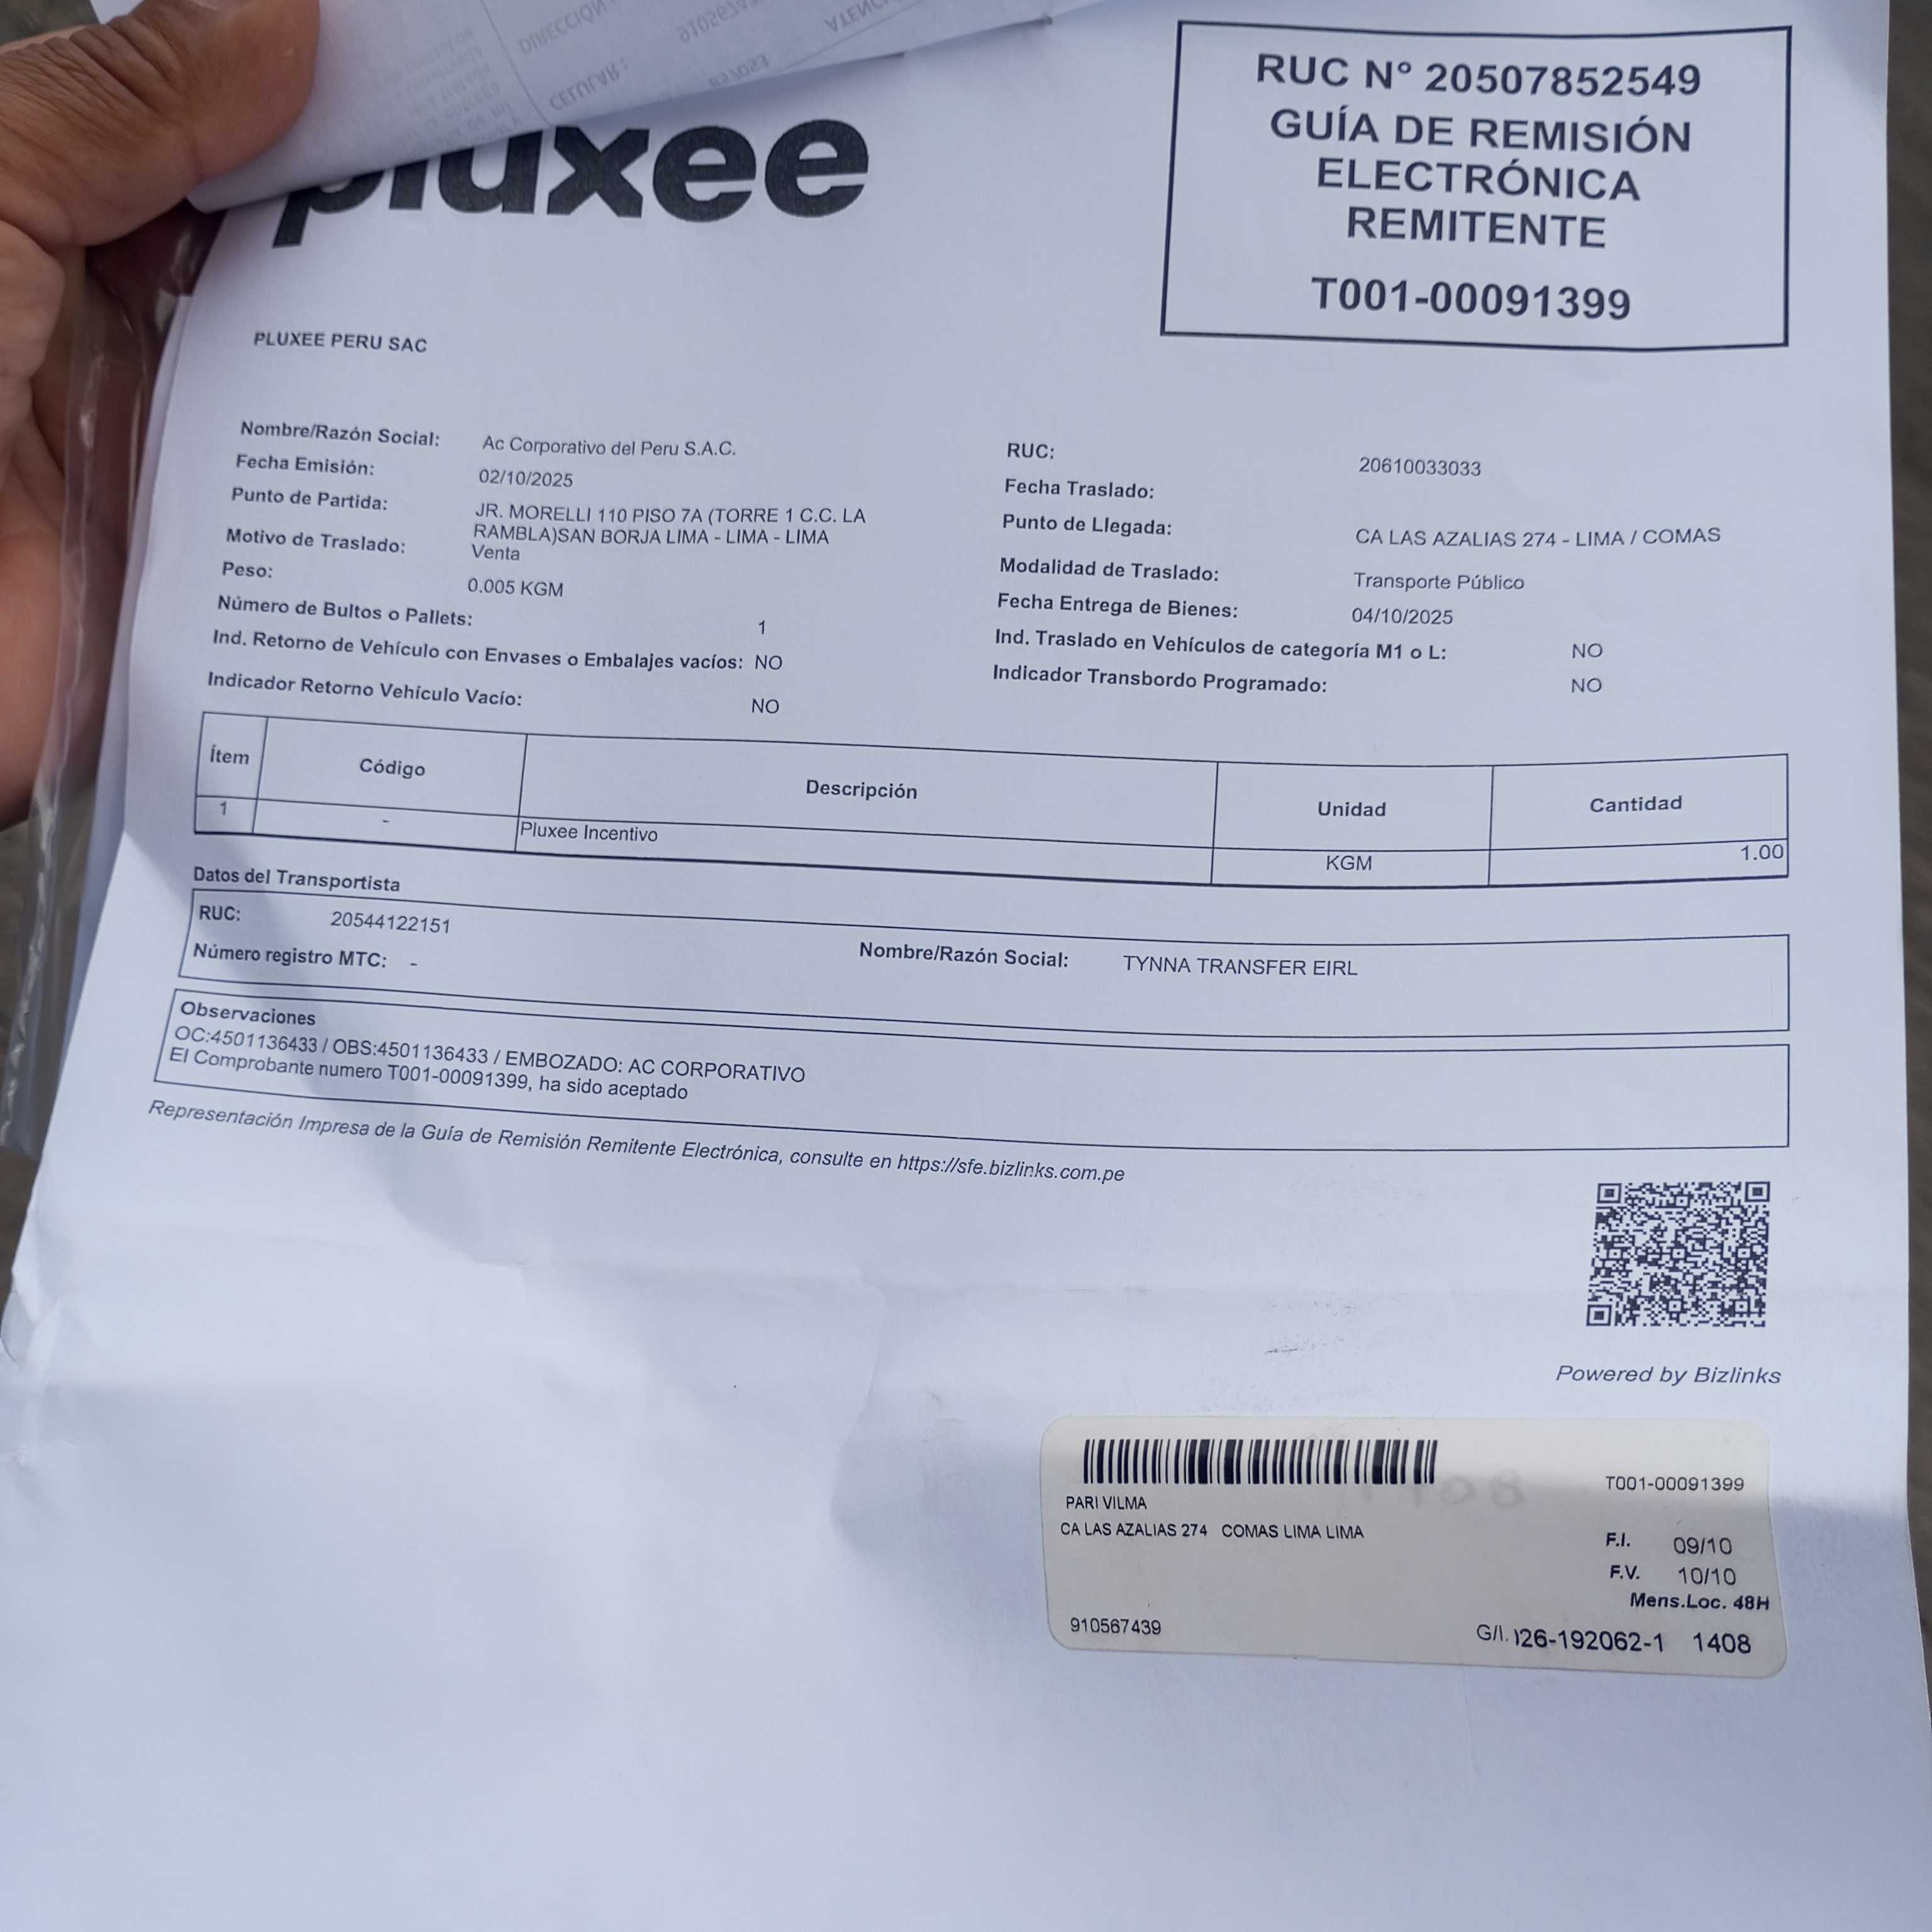 DIRECCIÓN
CELULAR :
pluxee
RUC N° 20507852549
GUÍA DE REMISIÓN
ELECTRÓNICA
REMITENTE
T001-00091399
PLUXEE PERU SAC
Nombre/Razón Social: Ac Corporativo del Peru S.A.C.
Fecha Emisión: 02/10/2025
Punto de Partida: JR. MORELLI 110 PISO 7A (TORRE 1 C.C. LA
RAMBLA)SAN BORJA LIMA - LIMA - LIMA
Motivo de Traslado: Venta
Peso: 0.005 KGM
Número de Bultos o Pallets: 1
Ind. Retorno de Vehículo con Envases o Embalajes vacíos: NO
Indicador Retorno Vehículo Vacío: NO
RUC: 20610033033
Fecha Traslado:
Punto de Llegada: CA LAS AZALIAS 274 - LIMA / COMAS
Modalidad de Traslado: Transporte Público
Fecha Entrega de Bienes: 04/10/2025
Ind. Traslado en Vehículos de categoría M1 o L: NO
Indicador Transbordo Programado: NO
Ítem Código Descripción Unidad Cantidad
1 - Pluxee Incentivo KGM 1.00
Datos del Transportista
RUC: 20544122151
Nombre/Razón Social: TYNNA TRANSFER EIRL
Número registro MTC: -
Observaciones
OC:4501136433 / OBS:4501136433 / EMBOZADO: AC CORPORATIVO
El Comprobante numero T001-00091399, ha sido aceptado
Representación Impresa de la Guía de Remisión Remitente Electrónica, consulte en https://sfe.bizlinks.com.pe
Powered by Bizlinks
T001-00091399
PARI VILMA
CA LAS AZALIAS 274 COMAS LIMA LIMA
F.I. 09/10
F.V. 10/10
Mens.Loc. 48H
910567439
G/I. 026-192062-1 1408